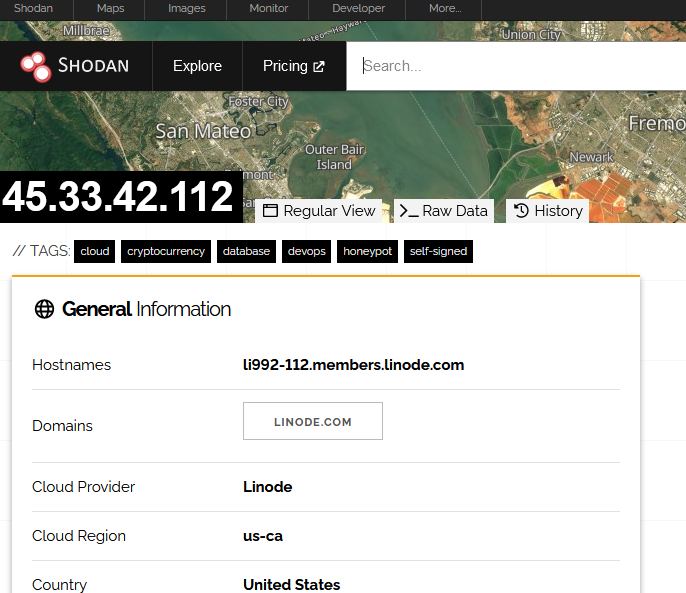 Shodan Maps Images Monitor Developer More...
Millbrae
Union City
SHODAN Explore Pricing Search...
Foster City
San Mateo
Fremo
Outer Bair
Island
Newark
45.33.42.112
Regular View Raw Data History
// TAGS: cloud cryptocurrency database devops honeypot self-signed
General Information
Hostnames li992-112.members.linode.com
Domains LINODE.COM
Cloud Provider Linode
Cloud Region us-ca
Country United States